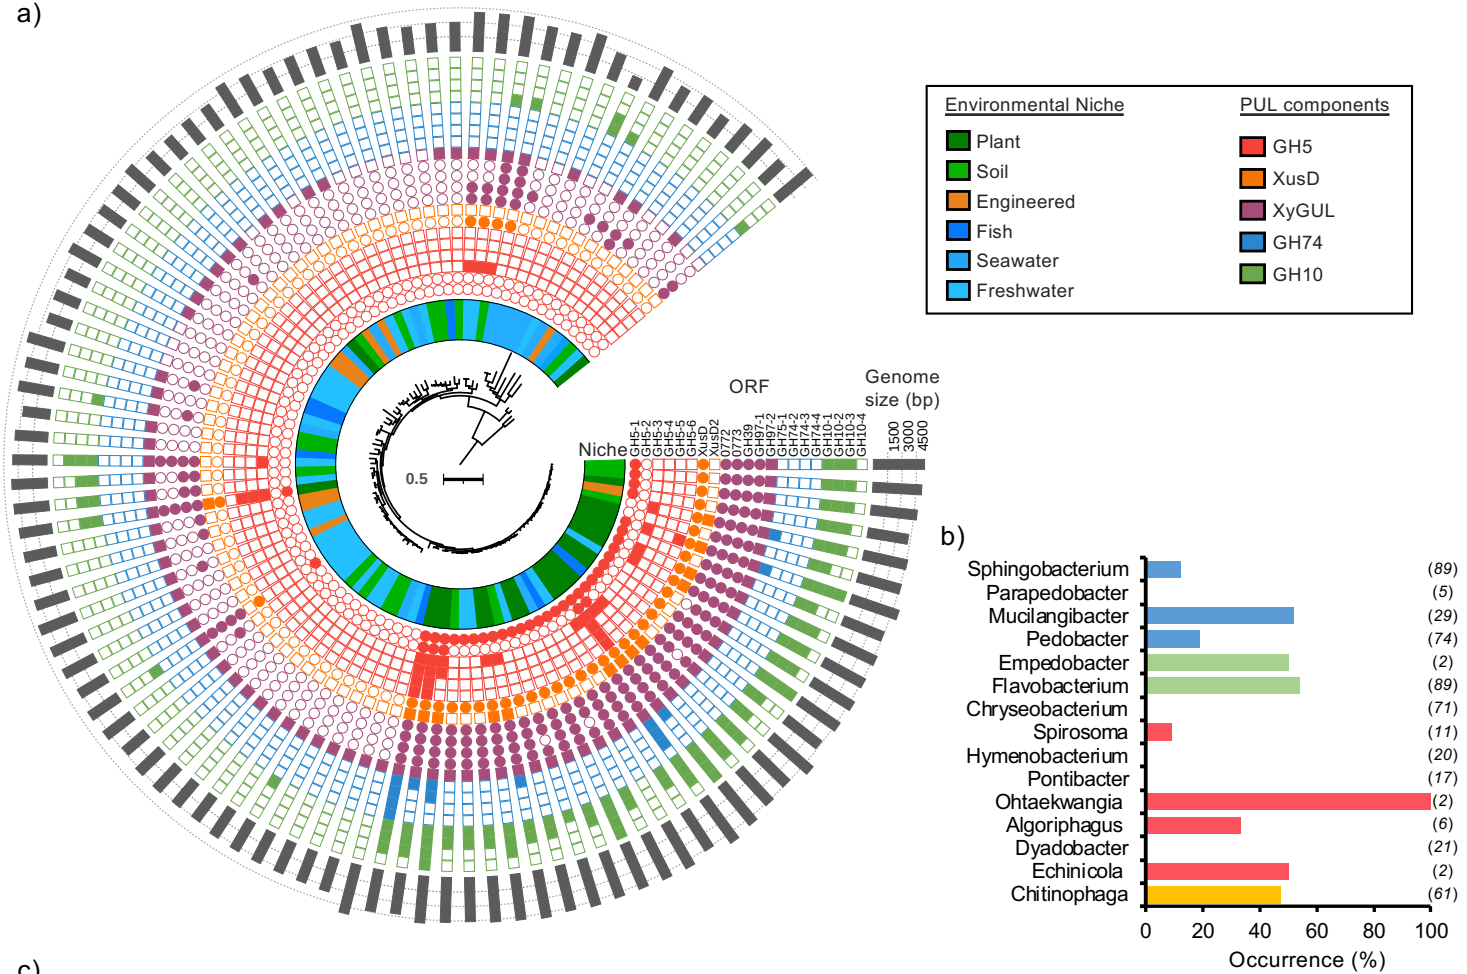 a)
Environmental Niche
Plant
Soil
Engineered
Fish
Seawater
Freshwater
PUL components
GH5
XusD
XyGUL
GH74
GH10
ORF
Genome
size (bp)
Niche
GH5-1
GH5-2
GH5-3
GH5-4
GH5-5
GH5-6
XusD
XusD2
0772
0773
GH39
GH97-1
GH97-2
GH75-1
GH74-2
GH74-3
GH74-4
GH10-1
GH10-2
GH10-3
GH10-4
1500
3000
4500
0.5
b)
Sphingobacterium (89)
Parapedobacter (5)
Mucilangibacter (29)
Pedobacter (74)
Empedobacter (2)
Flavobacterium (89)
Chryseobacterium (71)
Spirosoma (11)
Hymenobacterium (20)
Pontibacter (17)
Ohtaekwangia (2)
Algoriphagus (6)
Dyadobacter (21)
Echinicola (2)
Chitinophaga (61)
0 20 40 60 80 100
Occurrence (%)
c)